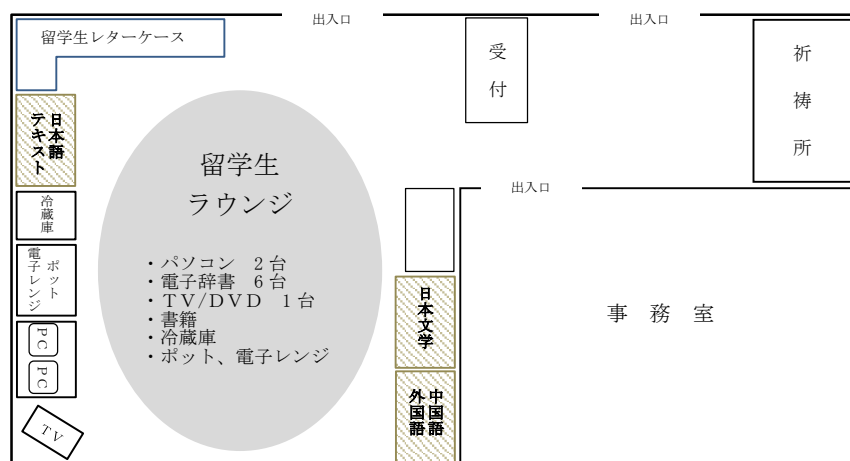 出入口
出入口
留学生レターケース
受付
祈祷所
日本語
テキスト
留学生
ラウンジ
出入口
冷蔵庫
ポット
電子レンジ
・パソコン　2台
・電子辞書　6台
・ＴＶ/ＤＶＤ　1台
・書籍
・冷蔵庫
・ポット、電子レンジ
日本文学
事　務　室
ＰＣ
ＰＣ
中国語
外国語
ＴＶ